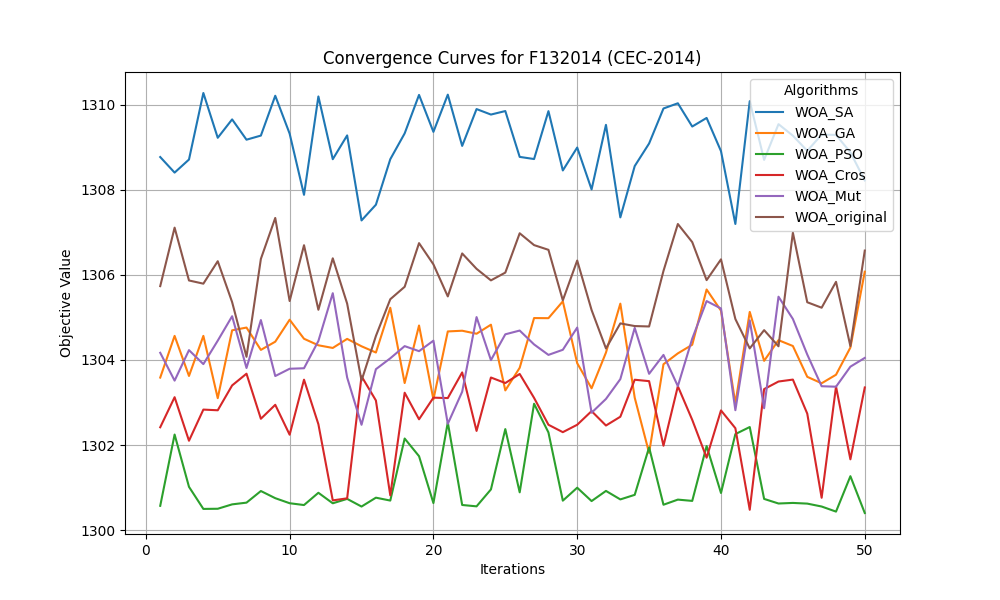 Convergence Curves for F132014 (CEC-2014)
Algorithms
WOA_SA
WOA_GA
WOA_PSO
WOA_Cros
WOA_Mut
WOA_original
Objective Value
1310
1308
1306
1304
1302
1300
0 10 20 30 40 50
Iterations